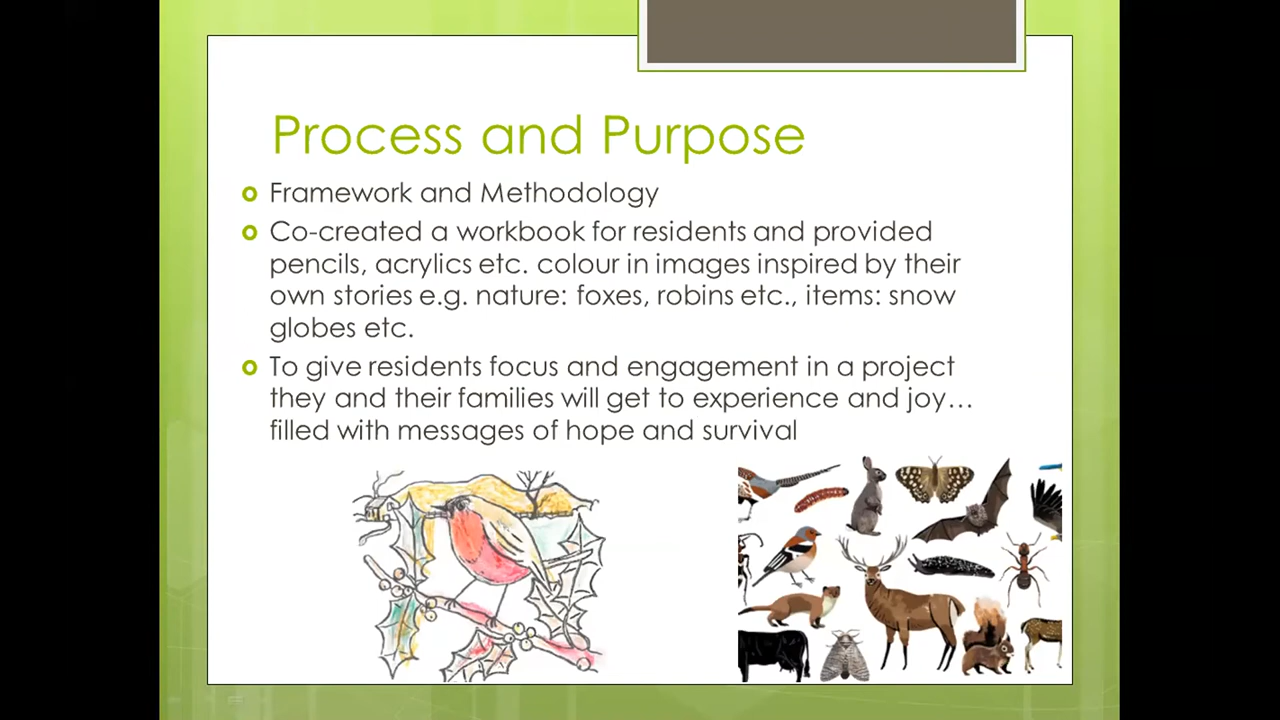 Process and Purpose
Framework and Methodology
Co-created a workbook for residents and provided
pencils, acrylics etc. colour in images inspired by their
own stories e.g. nature: foxes, robins etc., items: snow
globes etc.
To give residents focus and engagement in a project
they and their families will get to experience and joy…
filled with messages of hope and survival